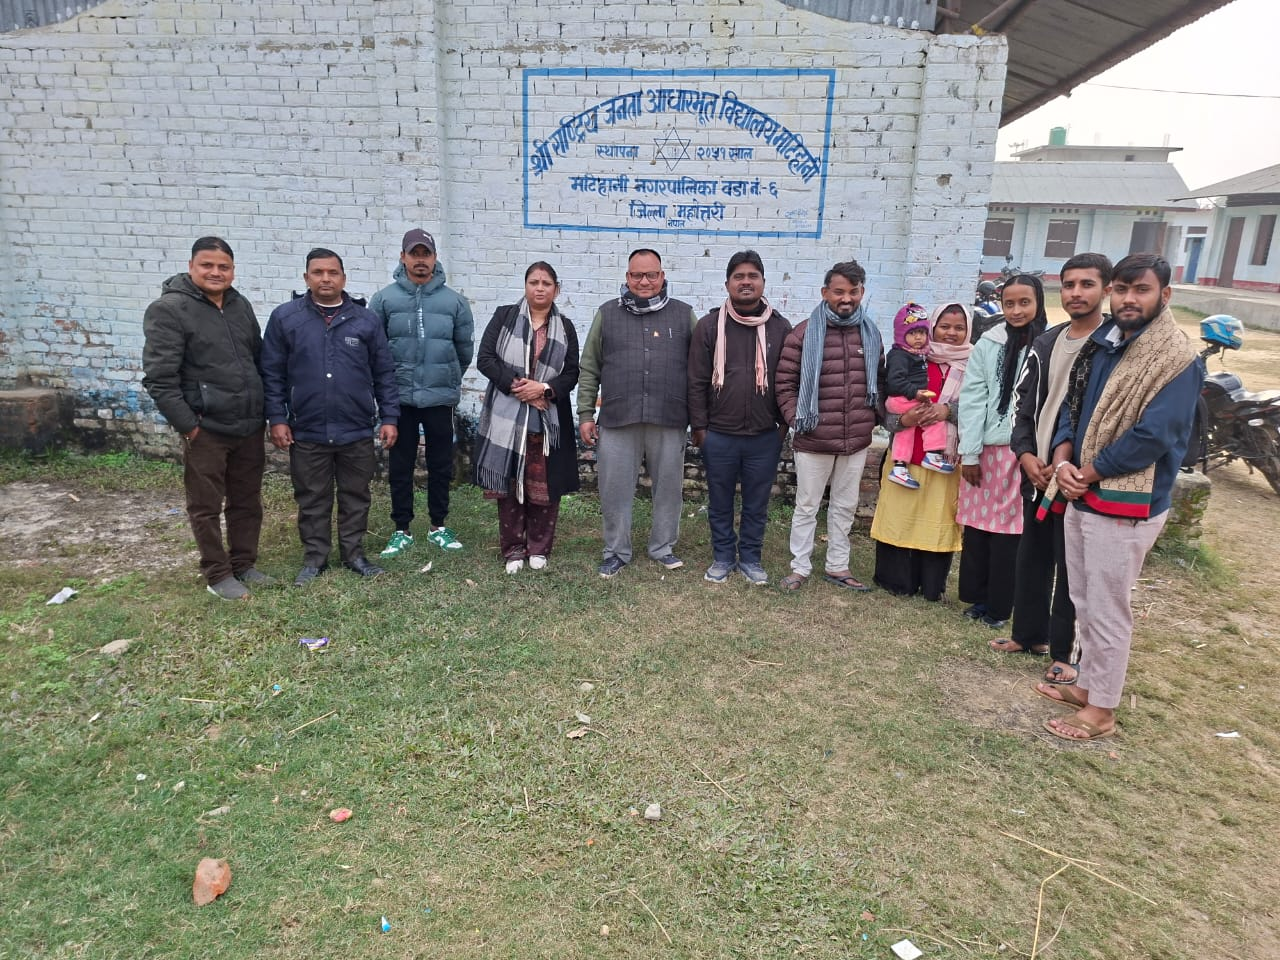 श्री राष्ट्रिय जनता आधारभूत विद्यालय मटिहानी
स्थापना २०५१ साल
मटिहानी नगरपालिका वडा नं.-६
जिल्ला महोत्तरी
नेपाल